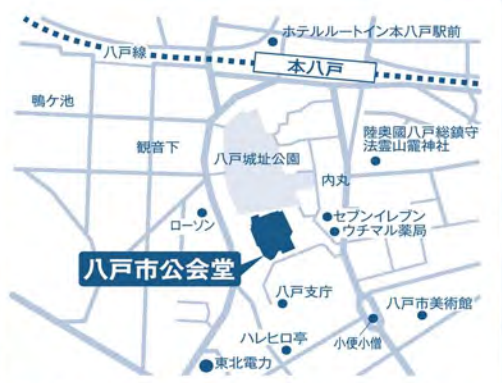 ホテルルートイン本八戸駅前
八戸線
本八戸
鴨ケ池
陸奥國八戸総鎮守
法霊山龗神社
観音下
八戸城址公園
内丸
ローソン
セブンイレブン
ウチマル薬局
八戸市公会堂
八戸支庁
八戸市美術館
ハレヒロ亭
小便小僧
東北電力